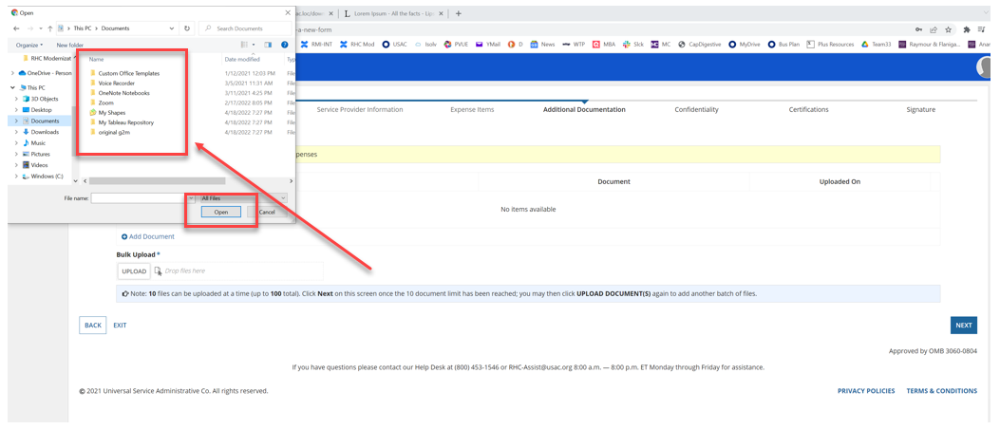 Open
ac.loc/dowr
Lorem Ipsum - All the facts - Lips
This PC > Documents
Search Documents
-a-new-form
Organize
New folder
RMI-INT
RHC Mod
USAC
Isolv
PVUE
YMail
D
News
WTP
MBA
Slck
MC
CapDigestive
MyDrive
Bus Plan
Plus Resources
Team33
Raymour & Flaniga...
Anar
RHC Modernizat
OneDrive - Person
This PC
3D Objects
Desktop
Documents
Downloads
Music
Pictures
Videos
Windows (C:)
Name Date modified Typ
Custom Office Templates 1/12/2021 12:03 PM File
Voice Recorder 3/5/2021 11:31 AM File
OneNote Notebooks 3/11/2021 4:25 PM File
Zoom 2/17/2022 8:05 PM File
My Shapes 4/18/2022 7:27 PM File
My Tableau Repository 4/18/2022 7:27 PM File
original g2m 4/18/2022 7:27 PM File
File name:
All Files
Open Cancel
Service Provider Information
Expense Items
Additional Documentation
Confidentiality
Certifications
Signature
penses
Document
Uploaded On
No items available
Add Document
Bulk Upload *
UPLOAD Drop files here
Note: 10 files can be uploaded at a time (up to 100 total). Click Next on this screen once the 10 document limit has been reached; you may then click UPLOAD DOCUMENT(S) again to add another batch of files.
BACK EXIT
NEXT
Approved by OMB 3060-0804
If you have questions please contact our Help Desk at (800) 453-1546 or RHC-Assist@usac.org 8:00 a.m. — 8:00 p.m. ET Monday through Friday for assistance.
© 2021 Universal Service Administrative Co. All rights reserved.
PRIVACY POLICIES TERMS & CONDITIONS